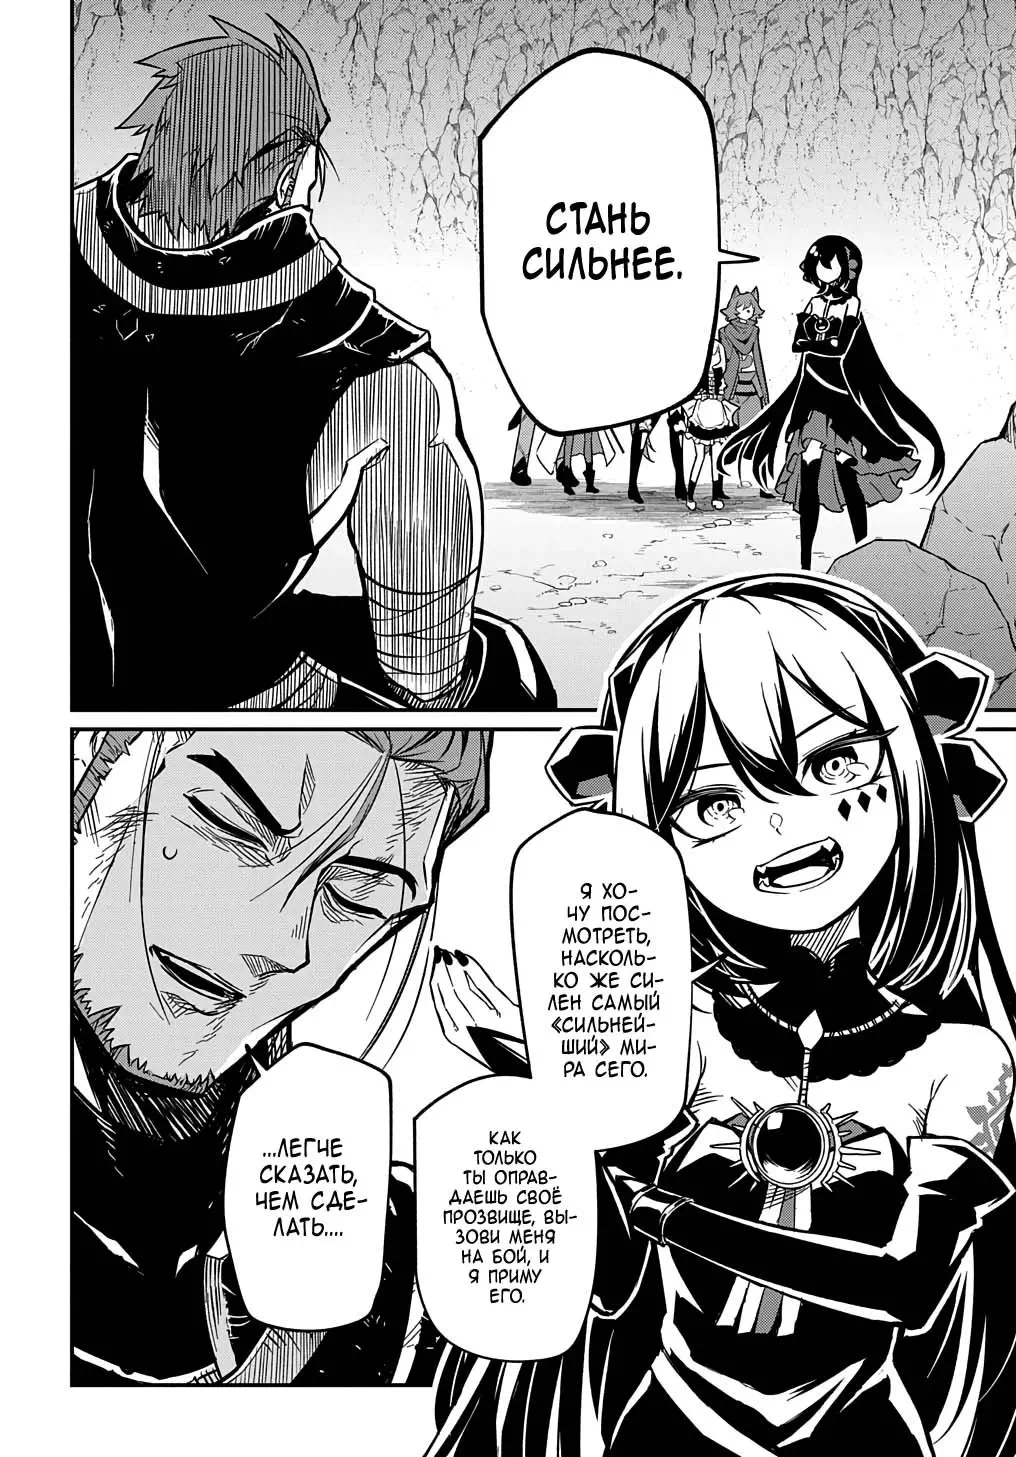 СТАНЬ
СИЛЬНЕЕ.
Я ХО-
ЧУ ПОС-
МОТРЕТЬ,
НАСКОЛЬ-
КО ЖЕ СИ-
ЛЕН САМЫЙ
«СИЛЬНЕЙ-
ШИЙ» МИ-
РА СЕГО.
КАК
ТОЛЬКО
ТЫ ОПРАВ-
ДАЕШЬ СВОЁ
ПРОЗВИЩЕ, ВЫ-
ЗОВИ МЕНЯ
НА БОЙ, И
Я ПРИМУ
ЕГО.
...ЛЕГЧЕ
СКАЗАТЬ,
ЧЕМ СДЕ-
ЛАТЬ....